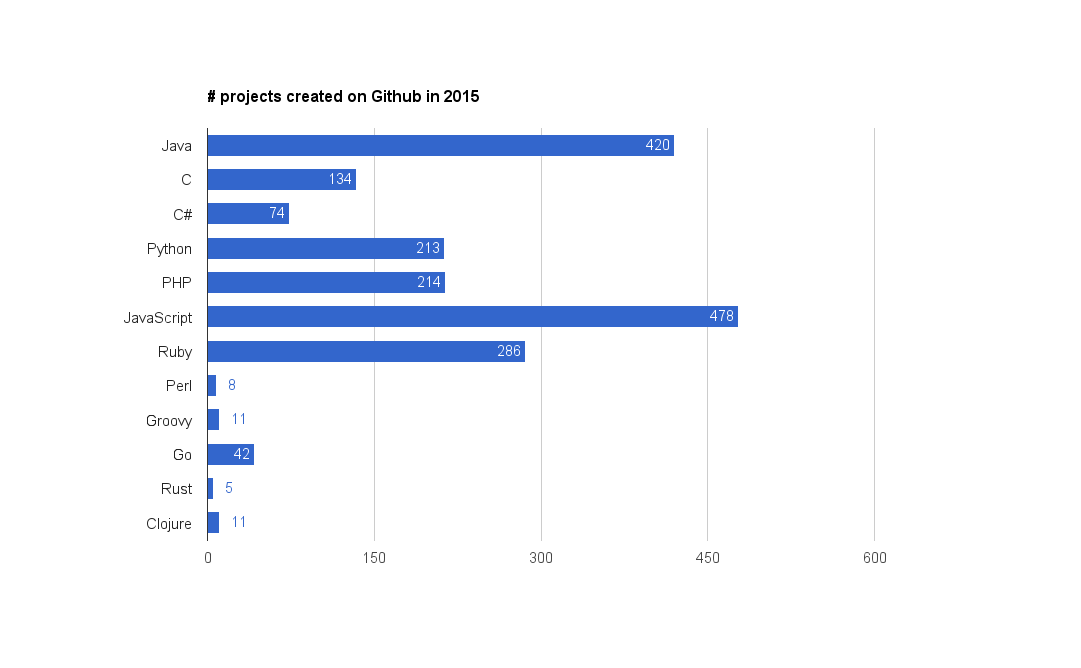 # projects created on Github in 2015
Java 420
C 134
C# 74
Python 213
PHP 214
JavaScript 478
Ruby 286
Perl 8
Groovy 11
Go 42
Rust 5
Clojure 11
0 150 300 450 600